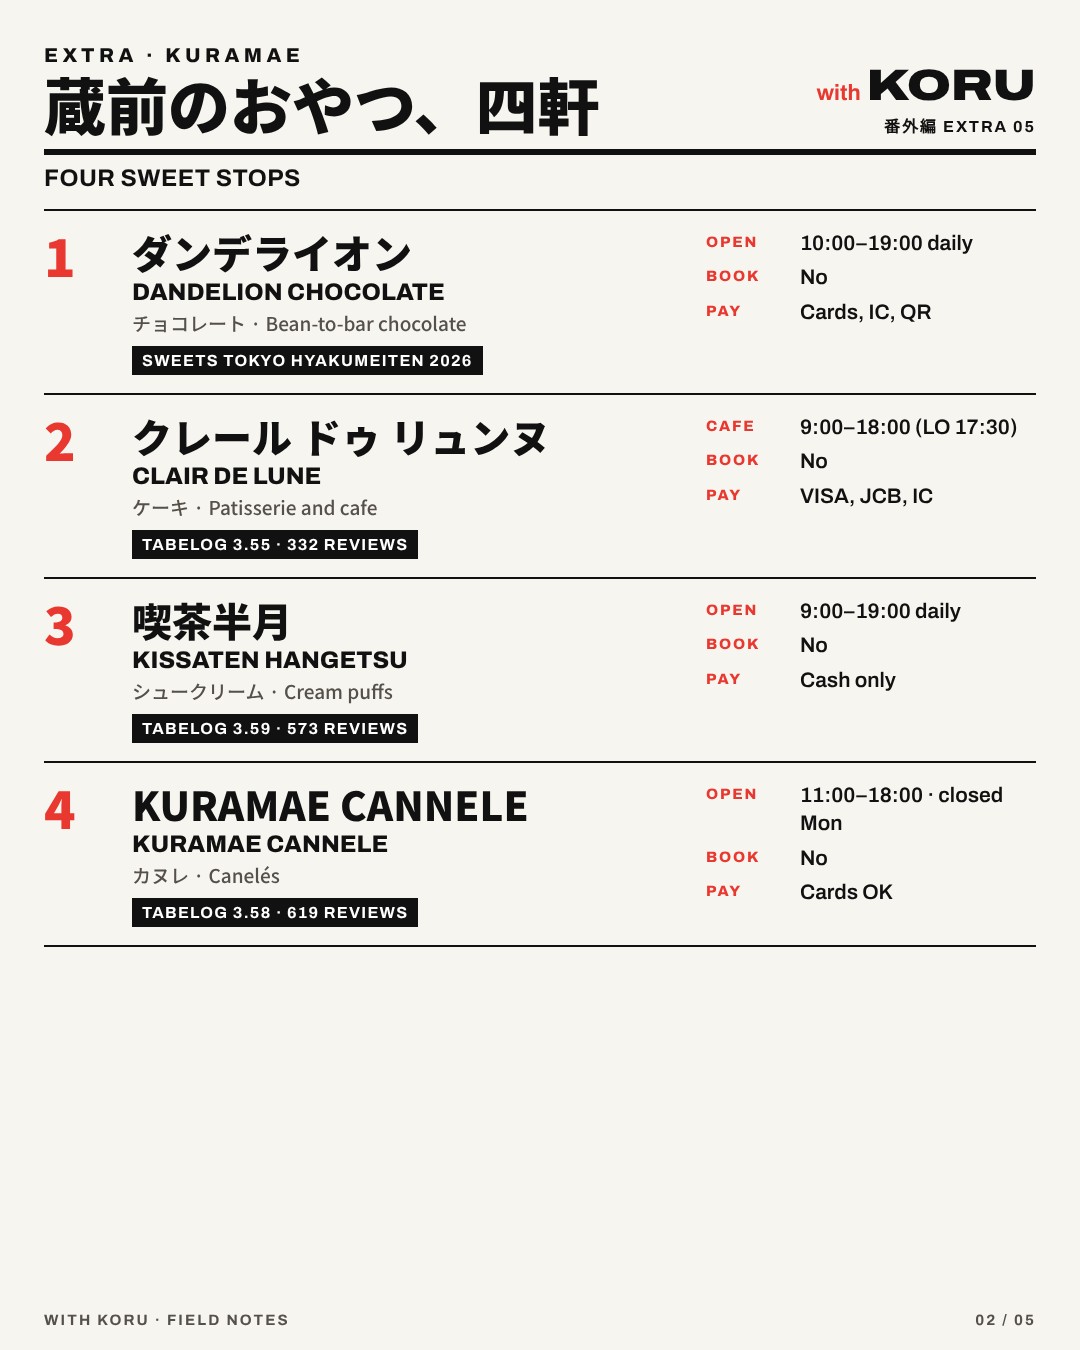 EXTRA · KURAMAE
蔵前のおやつ、四軒
with KORU
番外編 EXTRA 05
FOUR SWEET STOPS
1
ダンデライオン
DANDELION CHOCOLATE
チョコレート · Bean-to-bar chocolate
SWEETS TOKYO HYAKUMEITEN 2026
OPEN 10:00–19:00 daily
BOOK No
PAY Cards, IC, QR
2
クレール ドゥ リュンヌ
CLAIR DE LUNE
ケーキ · Patisserie and cafe
TABELOG 3.55 · 332 REVIEWS
CAFE 9:00–18:00 (LO 17:30)
BOOK No
PAY VISA, JCB, IC
3
喫茶半月
KISSATEN HANGETSU
シュークリーム · Cream puffs
TABELOG 3.59 · 573 REVIEWS
OPEN 9:00–19:00 daily
BOOK No
PAY Cash only
4
KURAMAE CANNELE
KURAMAE CANNELE
カヌレ · Canelés
TABELOG 3.58 · 619 REVIEWS
OPEN 11:00–18:00 · closed
Mon
BOOK No
PAY Cards OK
WITH KORU · FIELD NOTES
02 / 05